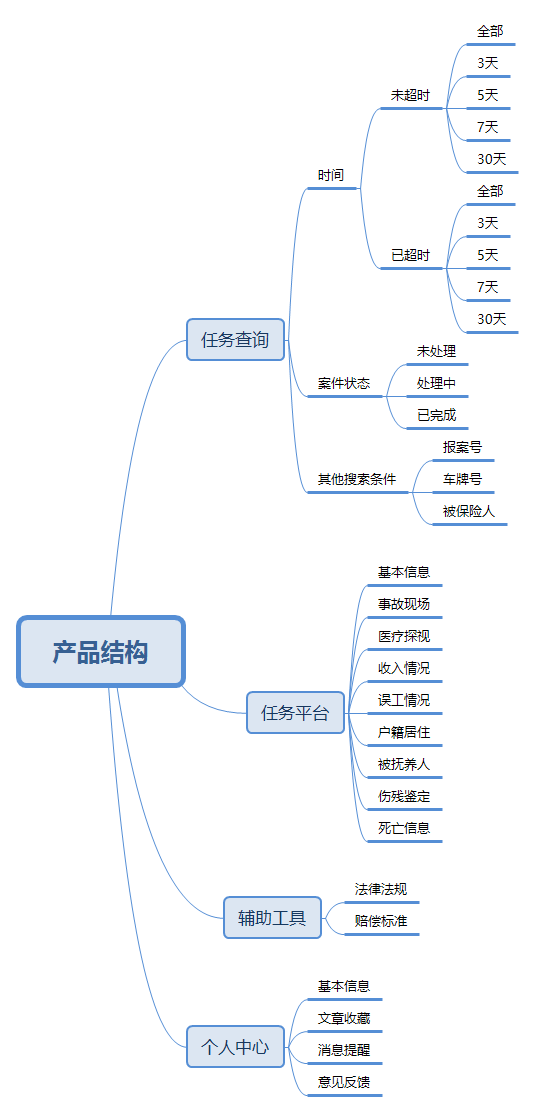 产品结构
任务查询
时间
未超时
全部
3天
5天
7天
30天
已超时
全部
3天
5天
7天
30天
案件状态
未处理
处理中
已完成
其他搜索条件
报案号
车牌号
被保险人
任务平台
基本信息
事故现场
医疗探视
收入情况
误工情况
户籍居住
被抚养人
伤残鉴定
死亡信息
辅助工具
法律法规
赔偿标准
个人中心
基本信息
文章收藏
消息提醒
意见反馈